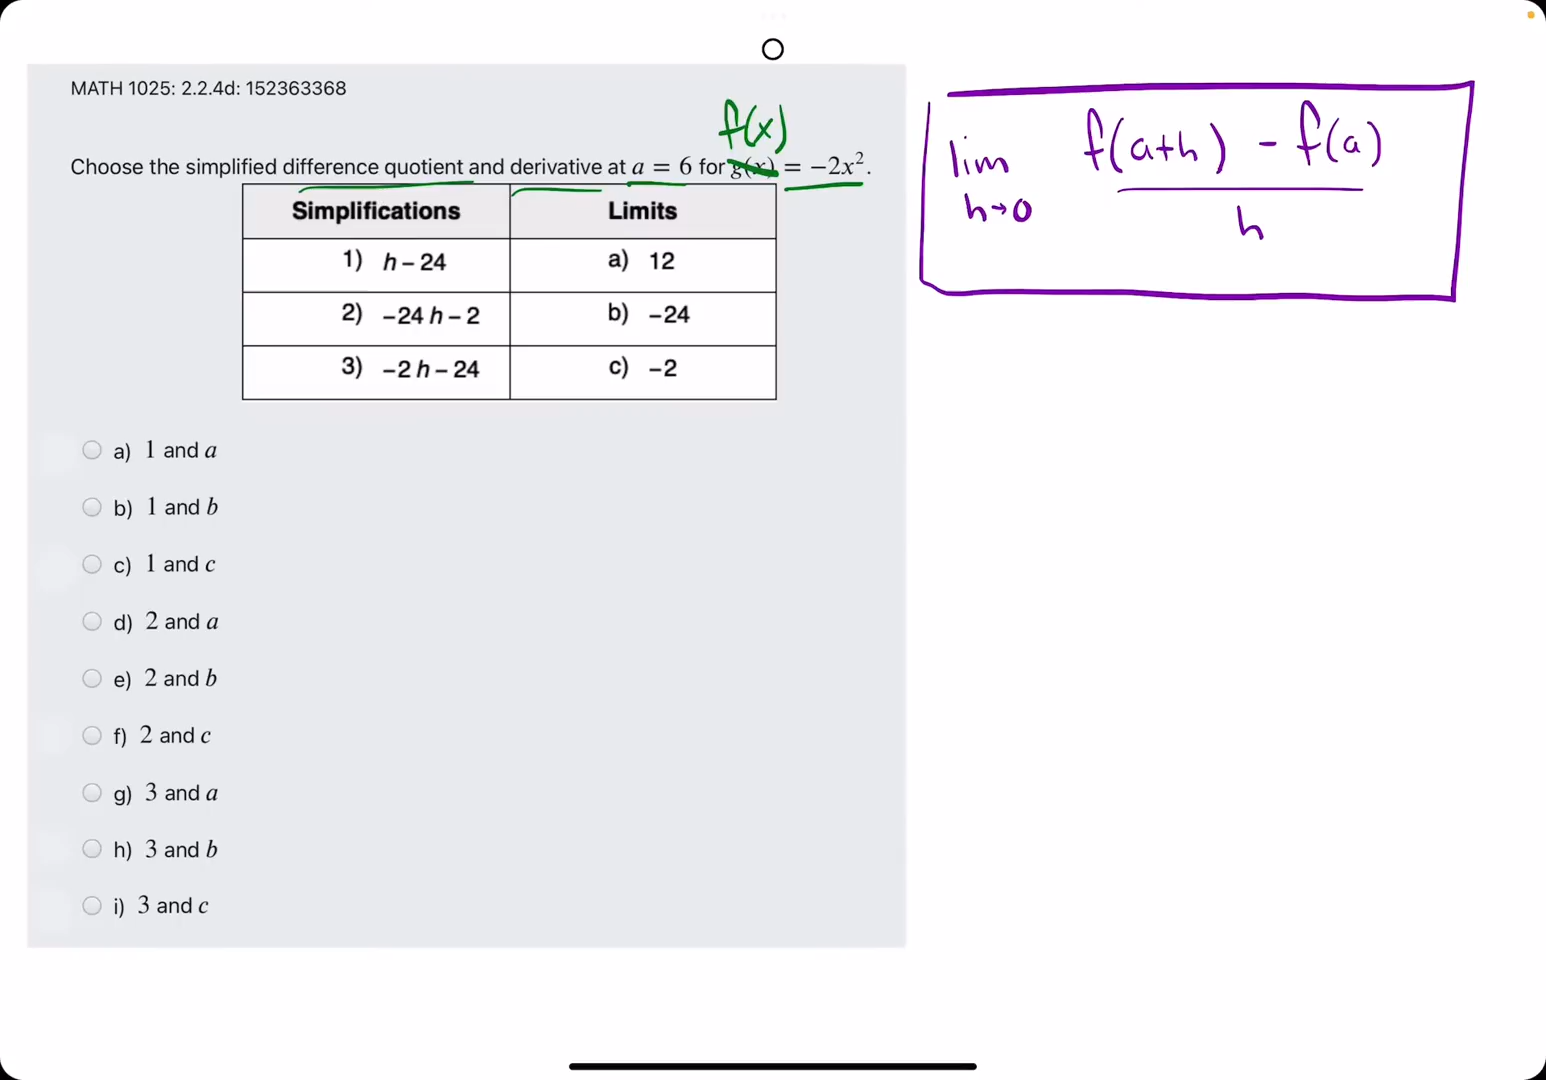 MATH 1025: 2.2.4d: 152363368
f(x)
Choose the simplified difference quotient and derivative at a = 6 for g(x) = −2x².
Simplifications Limits
1) h – 24 a) 12
2) –24 h – 2 b) –24
3) –2 h – 24 c) –2
a) 1 and a
b) 1 and b
c) 1 and c
d) 2 and a
e) 2 and b
f) 2 and c
g) 3 and a
h) 3 and b
i) 3 and c
lim f(a+h) - f(a)
h→0 h